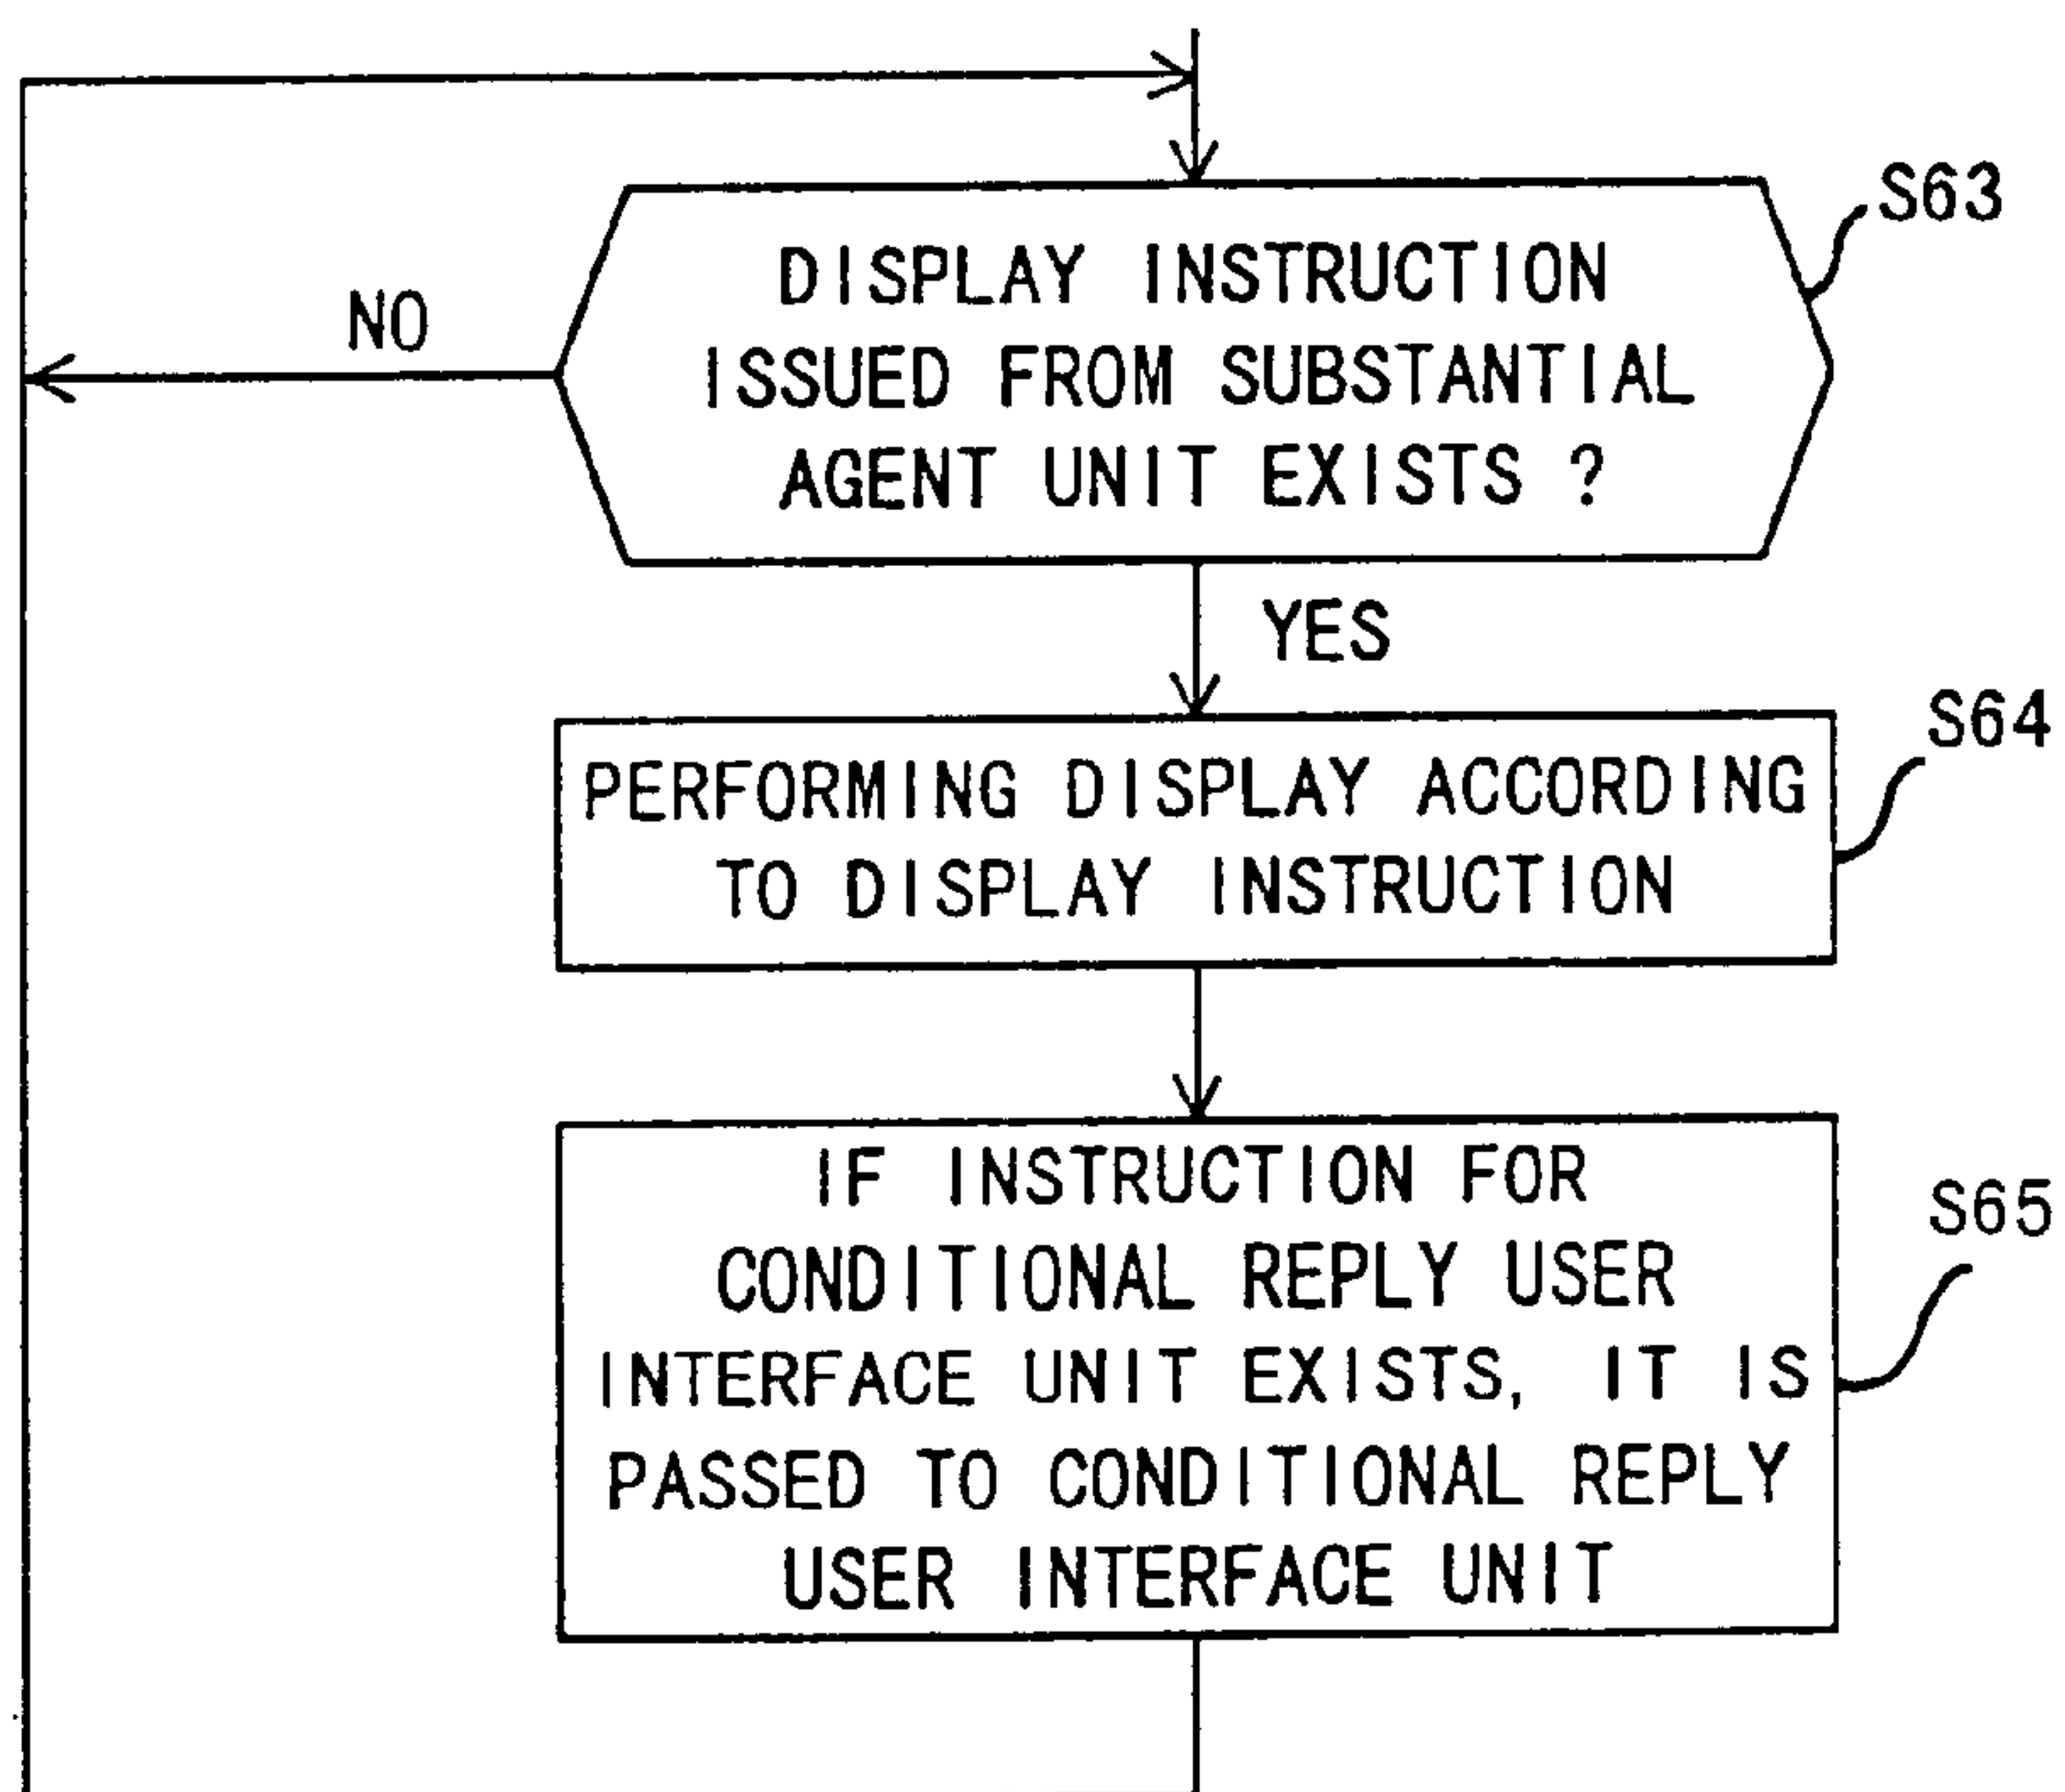 S63
DISPLAY INSTRUCTION
ISSUED FROM SUBSTANTIAL
AGENT UNIT EXISTS ?
NO
YES
S64
PERFORMING DISPLAY ACCORDING
TO DISPLAY INSTRUCTION
S65
IF INSTRUCTION FOR
CONDITIONAL REPLY USER
INTERFACE UNIT EXISTS, IT IS
PASSED TO CONDITIONAL REPLY
USER INTERFACE UNIT